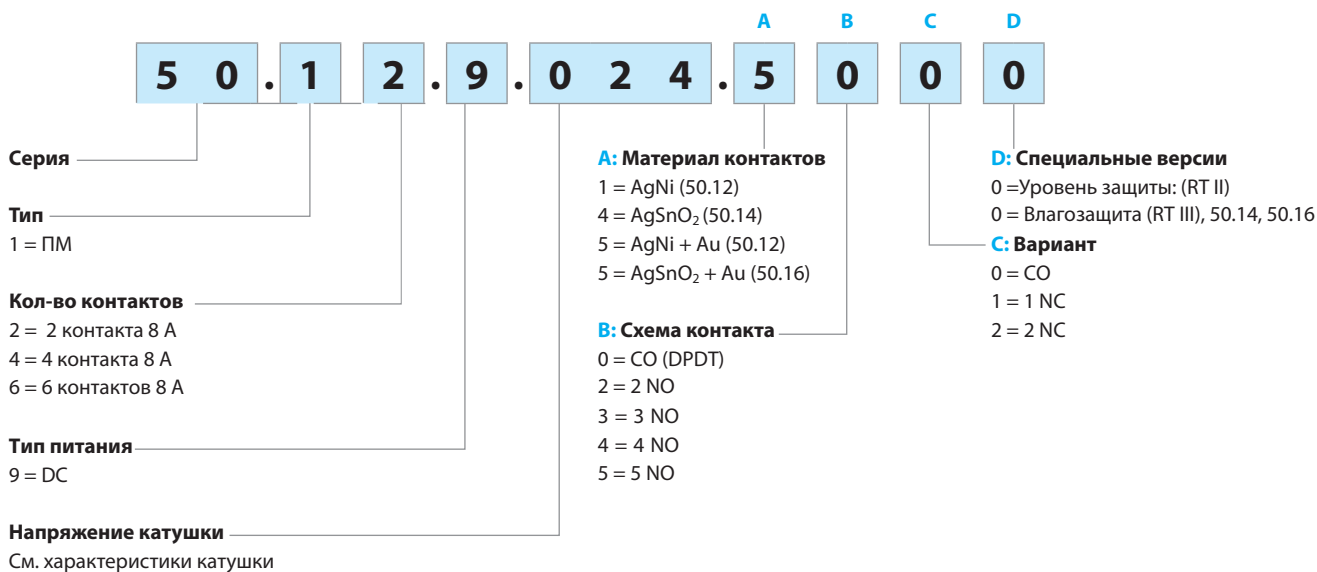 A B C D
5 0 . 1 2 . 9 . 0 2 4 . 5 0 0 0
Серия
Тип
1 = ПМ
Кол-во контактов
2 = 2 контакта 8 А
4 = 4 контакта 8 А
6 = 6 контактов 8 А
Тип питания
9 = DC
Напряжение катушки
См. характеристики катушки
A: Материал контактов
1 = AgNi (50.12)
4 = AgSnO₂ (50.14)
5 = AgNi + Au (50.12)
5 = AgSnO₂ + Au (50.16)
B: Схема контакта
0 = CO (DPDT)
2 = 2 NO
3 = 3 NO
4 = 4 NO
5 = 5 NO
D: Специальные версии
0 =Уровень защиты: (RT II)
0 = Влагозащита (RT III), 50.14, 50.16
C: Вариант
0 = CO
1 = 1 NC
2 = 2 NC